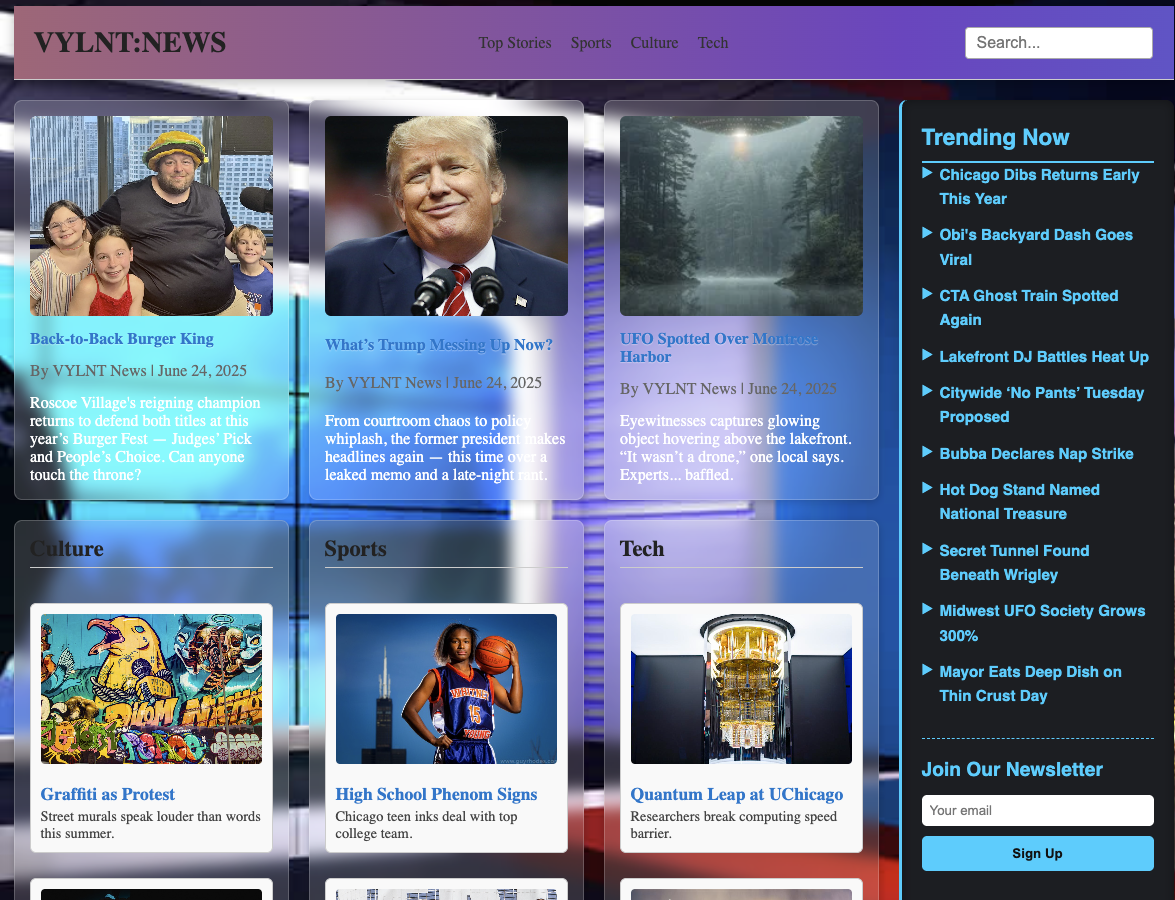 VYLNT:NEWS
Top Stories Sports Culture Tech
Search...
Back-to-Back Burger King
By VYLNT News | June 24, 2025
Roscoe Village's reigning champion
returns to defend both titles at this
year's Burger Fest — Judges' Pick
and People's Choice. Can anyone
touch the throne?
What's Trump Messing Up Now?
By VYLNT News | June 24, 2025
From courtroom chaos to policy
whiplash, the former president makes
headlines again — this time over a
leaked memo and a late-night rant.
UFO Spotted Over Montrose
Harbor
By VYLNT News | June 24, 2025
Eyewitnesses captures glowing
object hovering above the lakefront.
“It wasn't a drone,” one local says.
Experts... baffled.
Culture
Graffiti as Protest
Street murals speak louder than words
this summer.
Sports
15
High School Phenom Signs
Chicago teen inks deal with top
college team.
Tech
Quantum Leap at UChicago
Researchers break computing speed
barrier.
Trending Now
Chicago Dibs Returns Early
This Year
Obi's Backyard Dash Goes
Viral
CTA Ghost Train Spotted
Again
Lakefront DJ Battles Heat Up
Citywide ‘No Pants’ Tuesday
Proposed
Bubba Declares Nap Strike
Hot Dog Stand Named
National Treasure
Secret Tunnel Found
Beneath Wrigley
Midwest UFO Society Grows
300%
Mayor Eats Deep Dish on
Thin Crust Day
Join Our Newsletter
Your email
Sign Up